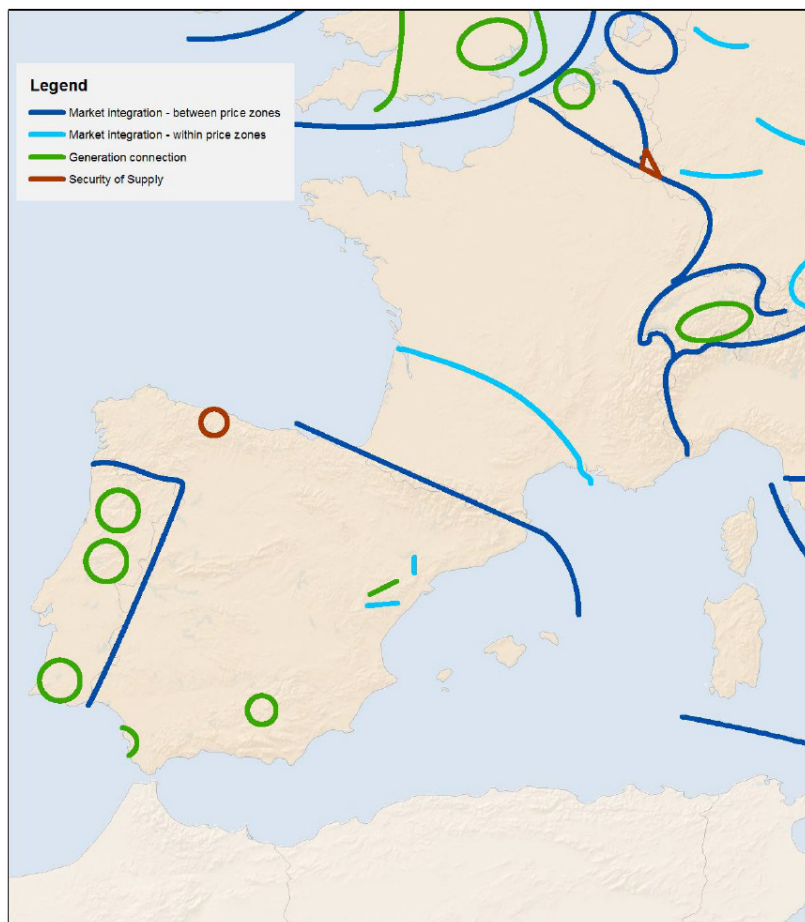 Legend
Market integration - between price zones
Market integration - within price zones
Generation connection
Security of Supply